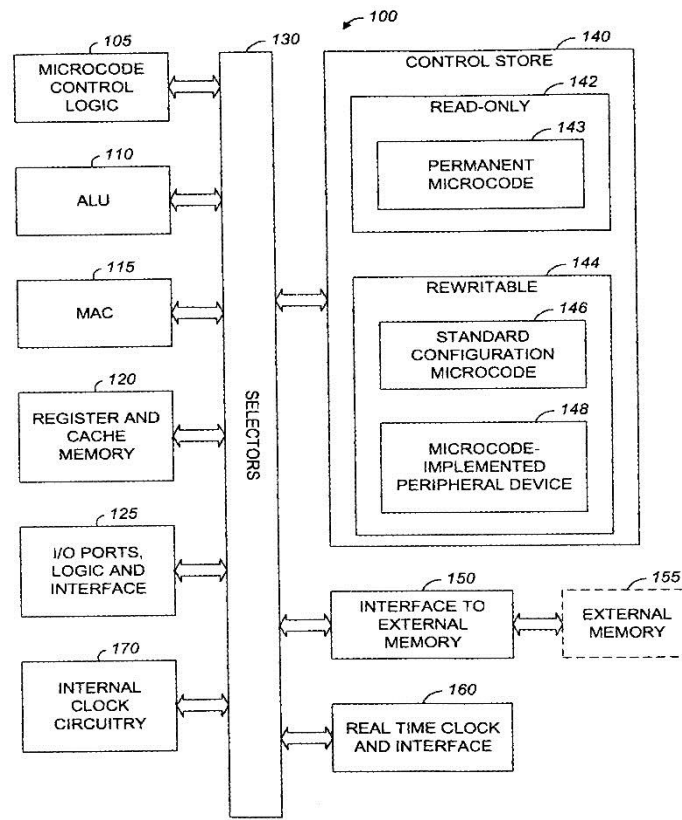 100
105
MICROCODE
CONTROL
LOGIC
110
ALU
115
MAC
120
REGISTER AND
CACHE
MEMORY
125
I/O PORTS,
LOGIC AND
INTERFACE
170
INTERNAL
CLOCK
CIRCUITRY
130
SELECTORS
140
CONTROL STORE
142
READ-ONLY
143
PERMANENT
MICROCODE
144
REWRITABLE
146
STANDARD
CONFIGURATION
MICROCODE
148
MICROCODE-
IMPLEMENTED
PERIPHERAL DEVICE
150
INTERFACE TO
EXTERNAL
MEMORY
155
EXTERNAL
MEMORY
160
REAL TIME CLOCK
AND INTERFACE